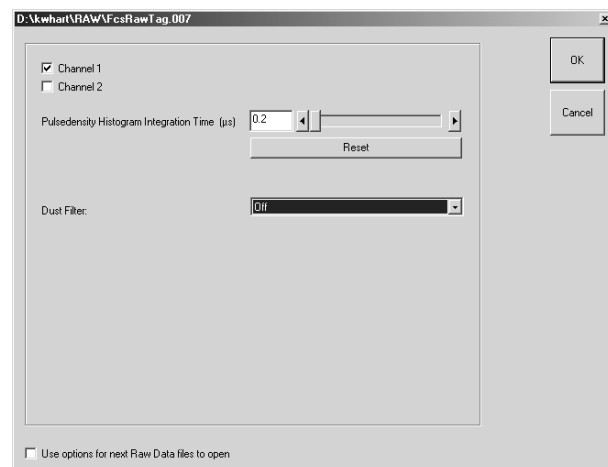 D:\kwhart\RAW\FcsRawTag.007
Channel 1
Channel 2
Pulsedensity Histogram Integration Time (µs)
0.2
Reset
Dust Filter:
Off
OK
Cancel
Use options for next Raw Data files to open